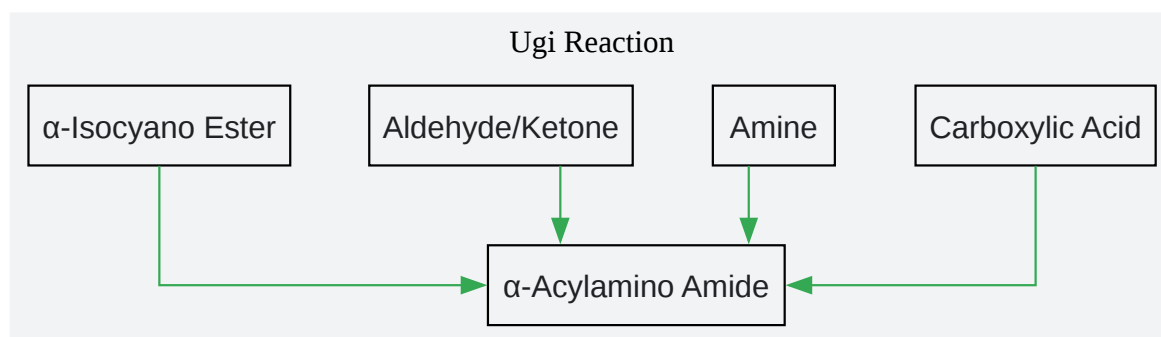 Ugi Reaction
α-Isocyano Ester
Aldehyde/Ketone
Amine
Carboxylic Acid
α-Acylamino Amide